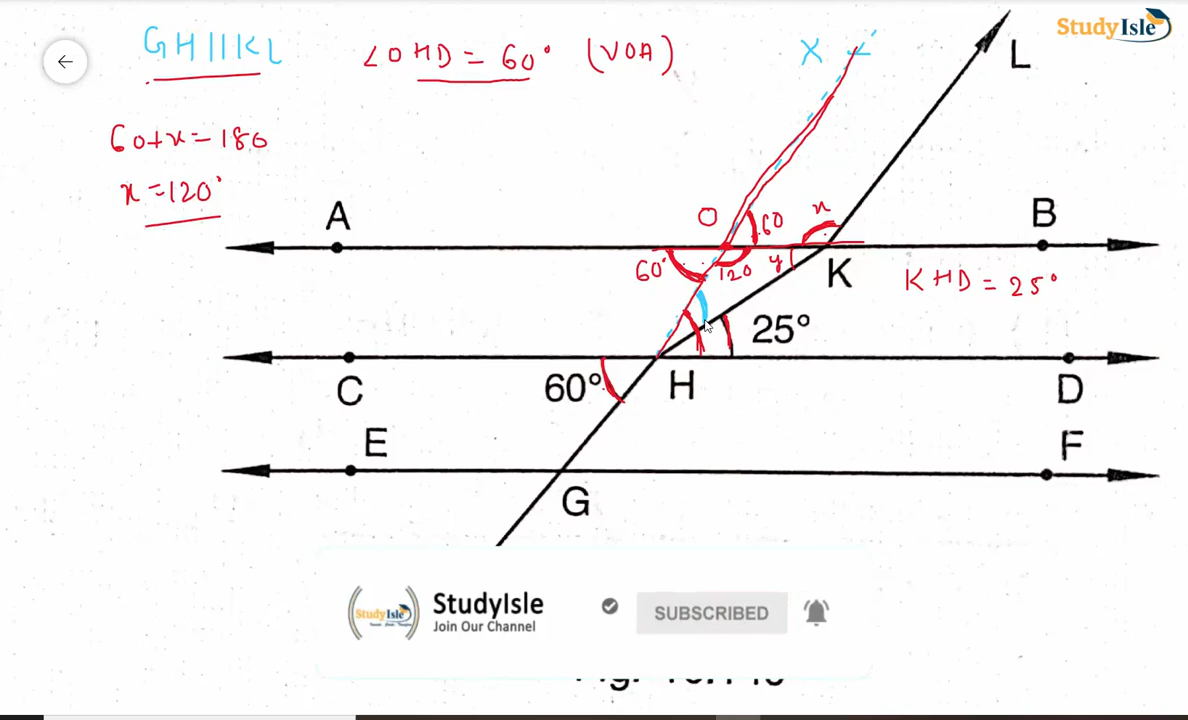 GH || KL
∠OHD = 60° (VOA)
X
L
StudyIsle
60 + x = 180
x = 120°
A
O
60
x
B
60°
120
y
K
KHD = 25°
25°
C
60°
H
D
E
F
G
StudyIsle
StudyIsle
Join Our Channel
SUBSCRIBED